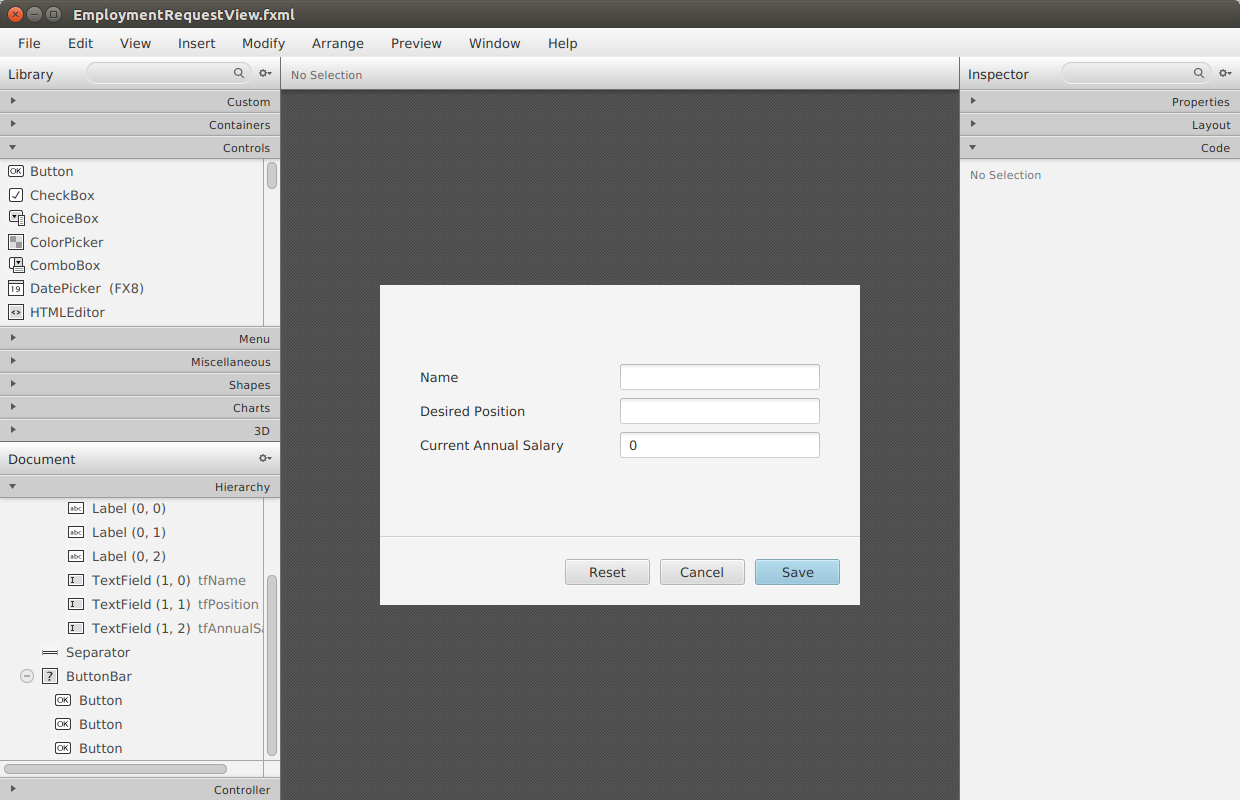 EmploymentRequestView.fxml
File Edit View Insert Modify Arrange Preview Window Help
Library
No Selection
Inspector
Custom
Containers
Controls
OK Button
CheckBox
ChoiceBox
ColorPicker
ComboBox
19 DatePicker (FX8)
HTMLEditor
Menu
Miscellaneous
Shapes
Charts
3D
Document
Hierarchy
abc Label (0, 0)
abc Label (0, 1)
abc Label (0, 2)
TextField (1, 0) tfName
TextField (1, 1) tfPosition
TextField (1, 2) tfAnnualSa
Separator
? ButtonBar
OK Button
OK Button
OK Button
Controller
Name
Desired Position
Current Annual Salary 0
Reset Cancel Save
Properties
Layout
Code
No Selection